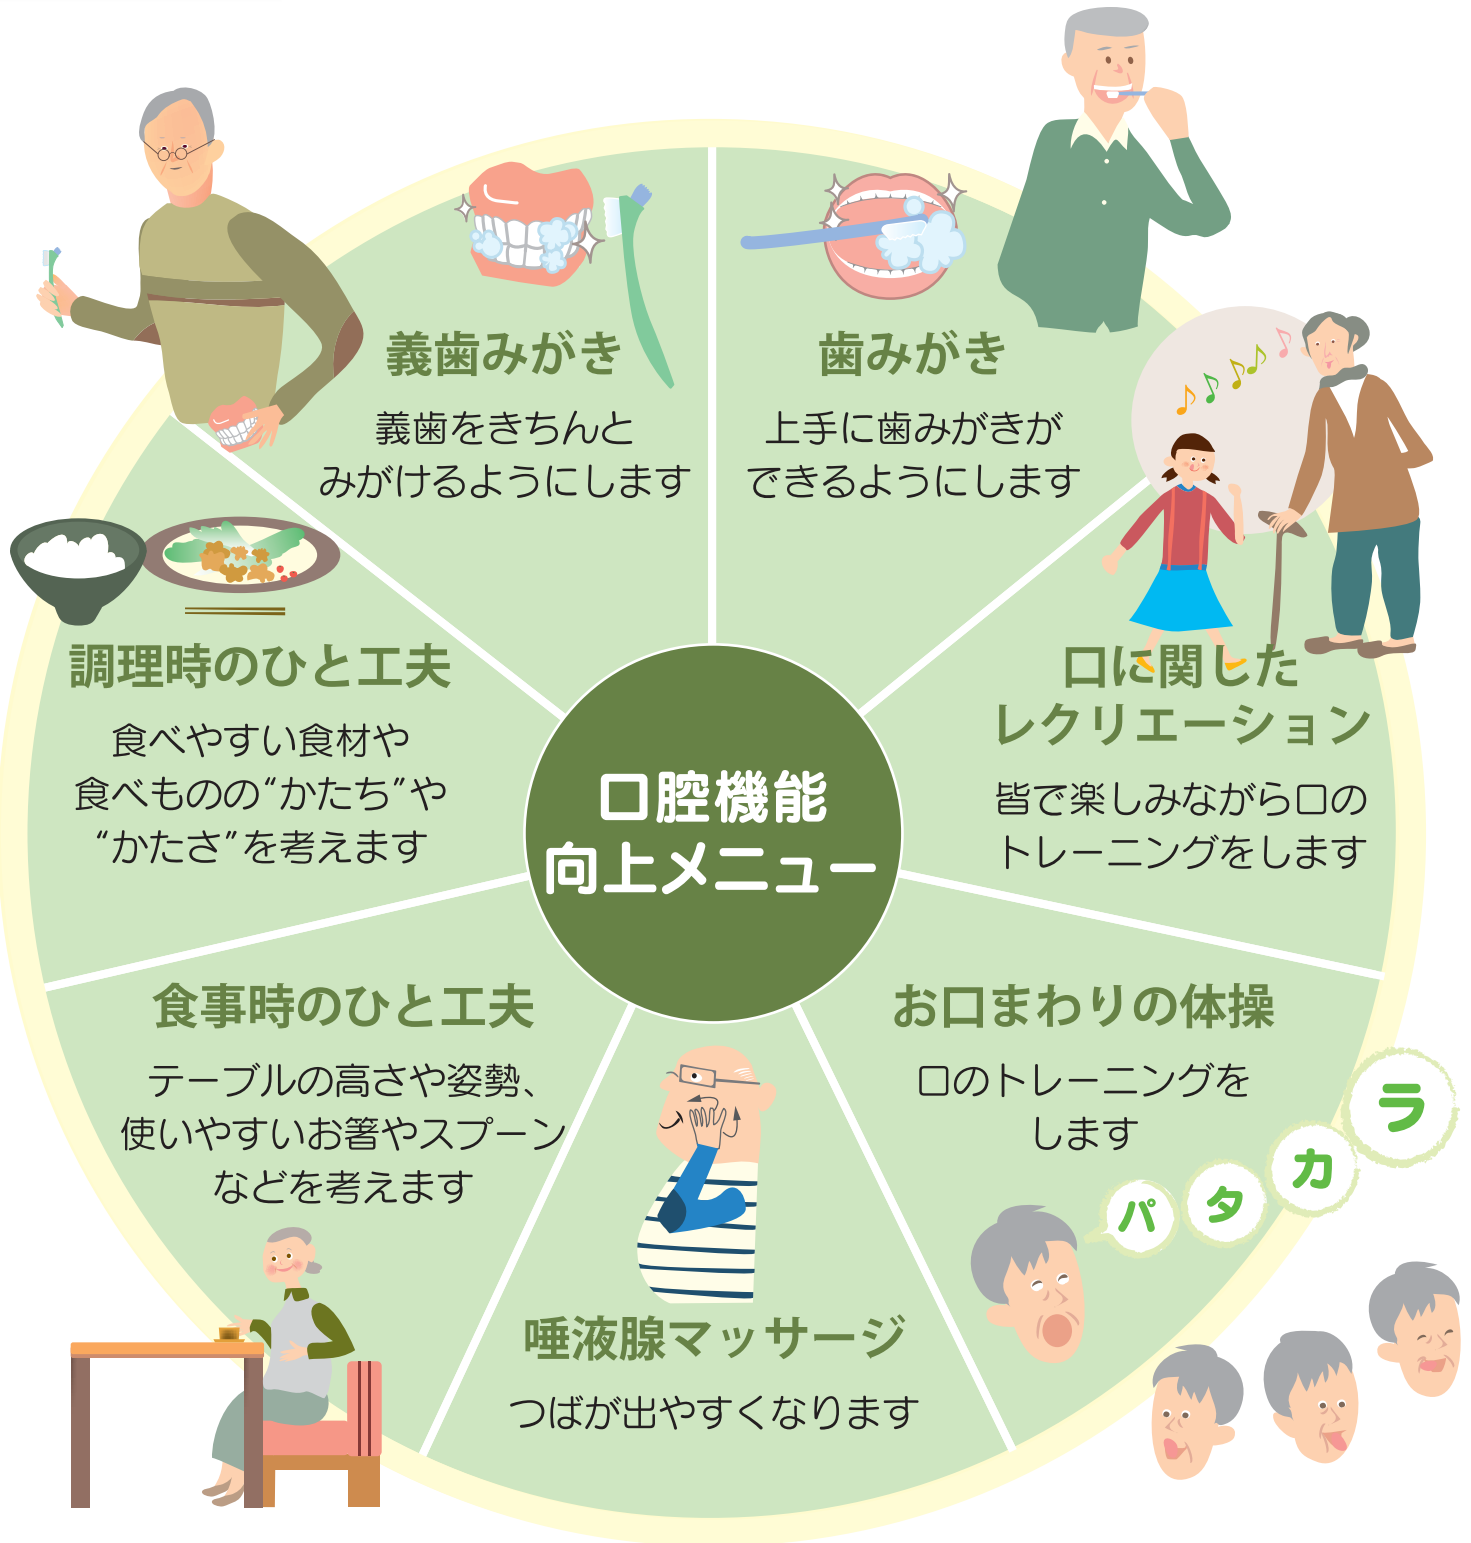 口腔機能
向上メニュー
歯みがき
上手に歯みがきが
できるようにします
口に関した
レクリエーション
皆で楽しみながら口の
トレーニングをします
お口まわりの体操
口のトレーニングを
します
パ
タ
カ
ラ
唾液腺マッサージ
つばが出やすくなります
食事時のひと工夫
テーブルの高さや姿勢、
使いやすいお箸やスプーン
などを考えます
調理時のひと工夫
食べやすい食材や
食べものの“かたち”や
“かたさ”を考えます
義歯みがき
義歯をきちんと
みがけるようにします